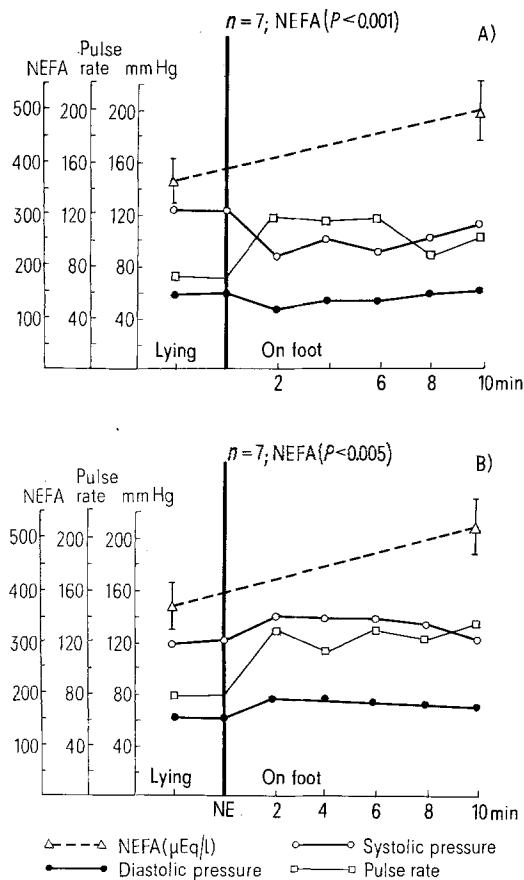 n = 7; NEFA (P<0.001)
A)
Pulse
NEFA rate mm Hg
500 200 200
400 160 160
300 120 120
200 80 80
100 40 40
Lying On foot
2 4 6 8 10 min
n = 7; NEFA (P<0.005)
B)
Pulse
NEFA rate mm Hg
500 200 200
400 160 160
300 120 120
200 80 80
100 40 40
Lying On foot
NE 2 4 6 8 10 min
NEFA (µEq/l) Systolic pressure
Diastolic pressure Pulse rate